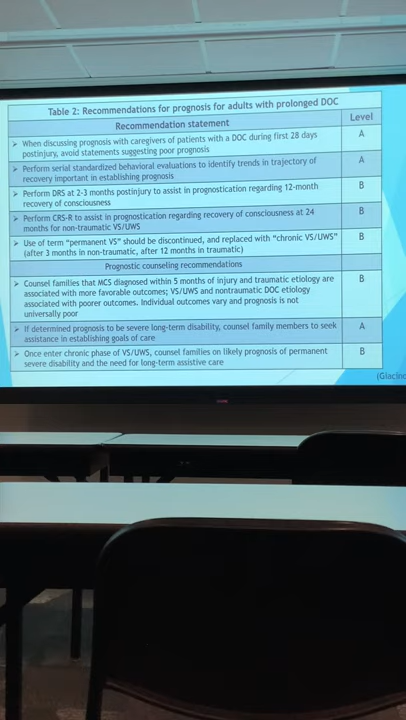 Table 2: Recommendations for prognosis for adults with prolonged DOC
Recommendation statement
Level
➤ When discussing prognosis with caregivers of patients with a DOC during first 28 days
postinjury, avoid statements suggesting poor prognosis
A
➤ Perform serial standardized behavioral evaluations to identify trends in trajectory of
recovery important in establishing prognosis
A
➤ Perform DRS at 2-3 months postinjury to assist in prognostication regarding 12-month
recovery of consciousness
B
➤ Perform CRS-R to assist in prognostication regarding recovery of consciousness at 24
months for non-traumatic VS/UWS
B
➤ Use of term "permanent VS" should be discontinued, and replaced with "chronic VS/UWS"
(after 3 months in non-traumatic, after 12 months in traumatic)
B
Prognostic counseling recommendations
➤ Counsel families that MCS diagnosed within 5 months of injury and traumatic etiology are
associated with more favorable outcomes; VS/UWS and nontraumatic DOC etiology
associated with poorer outcomes. Individual outcomes vary and prognosis is not
universally poor
B
➤ If determined prognosis to be severe long-term disability, counsel family members to seek
assistance in establishing goals of care
A
➤ Once enter chronic phase of VS/UWS, counsel families on likely prognosis of permanent
severe disability and the need for long-term assistive care
B
(Giacino